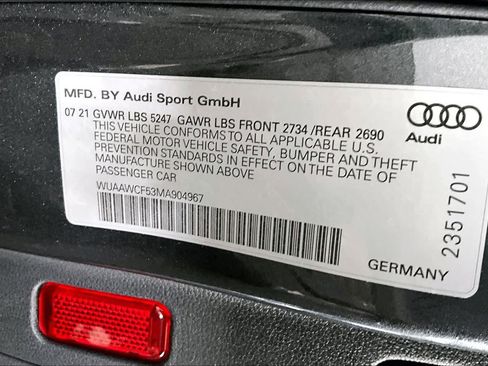 MFD. BY Audi Sport GmbH
07 21 GVWR LBS 5247 GAWR LBS FRONT 2734 /REAR 2690
THIS VEHICLE CONFORMS TO ALL APPLICABLE U.S.
FEDERAL MOTOR VEHICLE SAFETY, BUMPER AND THEFT
PREVENTION STANDARDS IN EFFECT ON THE DATE OF
MANUFACTURE SHOWN ABOVE
PASSENGER CAR
WUAAWCF53MA904967
Audi
2351701
GERMANY